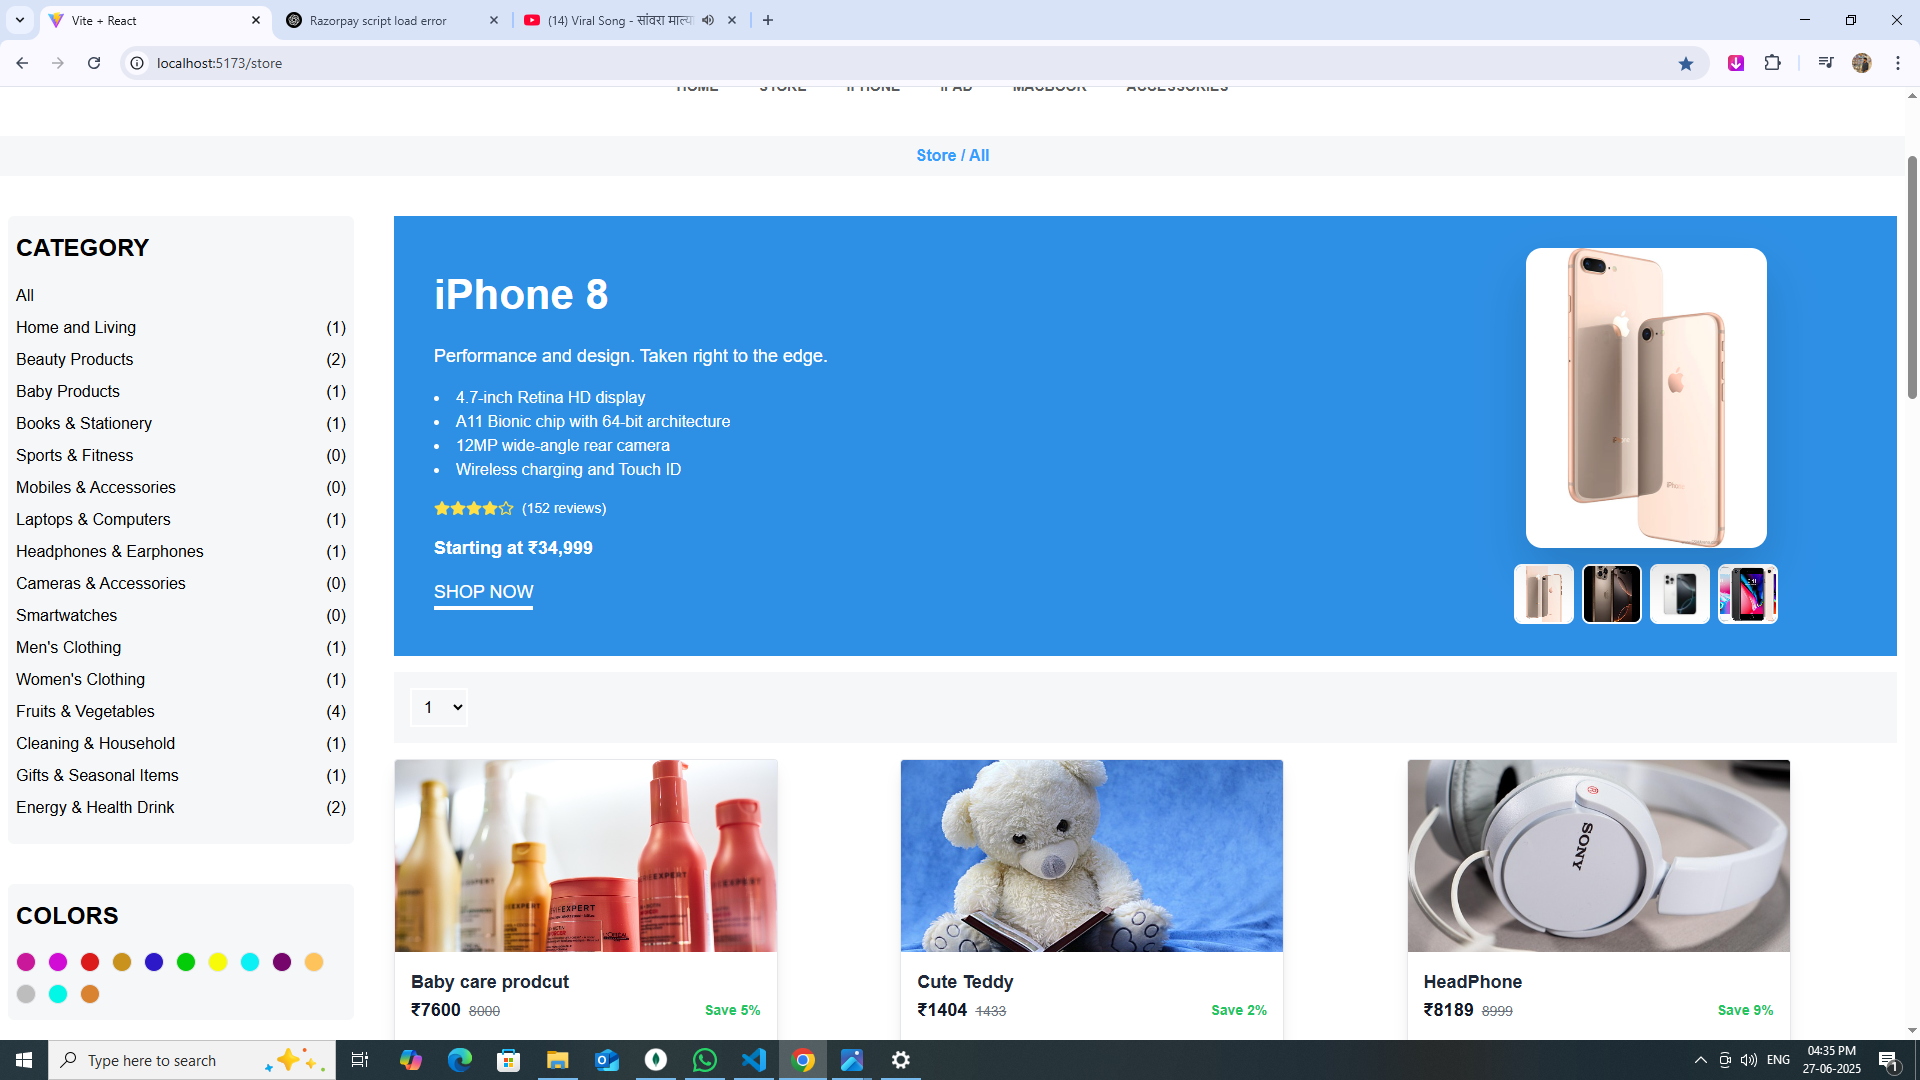 Vite + React
Razorpay script load error
(14) Viral Song - सांवरा माल्या
localhost:5173/store
HOME STORE IPHONE IPAD MACBOOK ACCESSORIES
Store / All
CATEGORY
All
Home and Living (1)
Beauty Products (2)
Baby Products (1)
Books & Stationery (1)
Sports & Fitness (0)
Mobiles & Accessories (0)
Laptops & Computers (1)
Headphones & Earphones (1)
Cameras & Accessories (0)
Smartwatches (0)
Men's Clothing (1)
Women's Clothing (1)
Fruits & Vegetables (4)
Cleaning & Household (1)
Gifts & Seasonal Items (1)
Energy & Health Drink (2)
COLORS
iPhone 8
Performance and design. Taken right to the edge.
4.7-inch Retina HD display
A11 Bionic chip with 64-bit architecture
12MP wide-angle rear camera
Wireless charging and Touch ID
(152 reviews)
Starting at ₹34,999
SHOP NOW
1
SONY
Baby care prodcut
₹7600 8000 Save 5%
Cute Teddy
₹1404 1433 Save 2%
HeadPhone
₹8189 8999 Save 9%
Type here to search
ENG
04:35 PM
27-06-2025
1